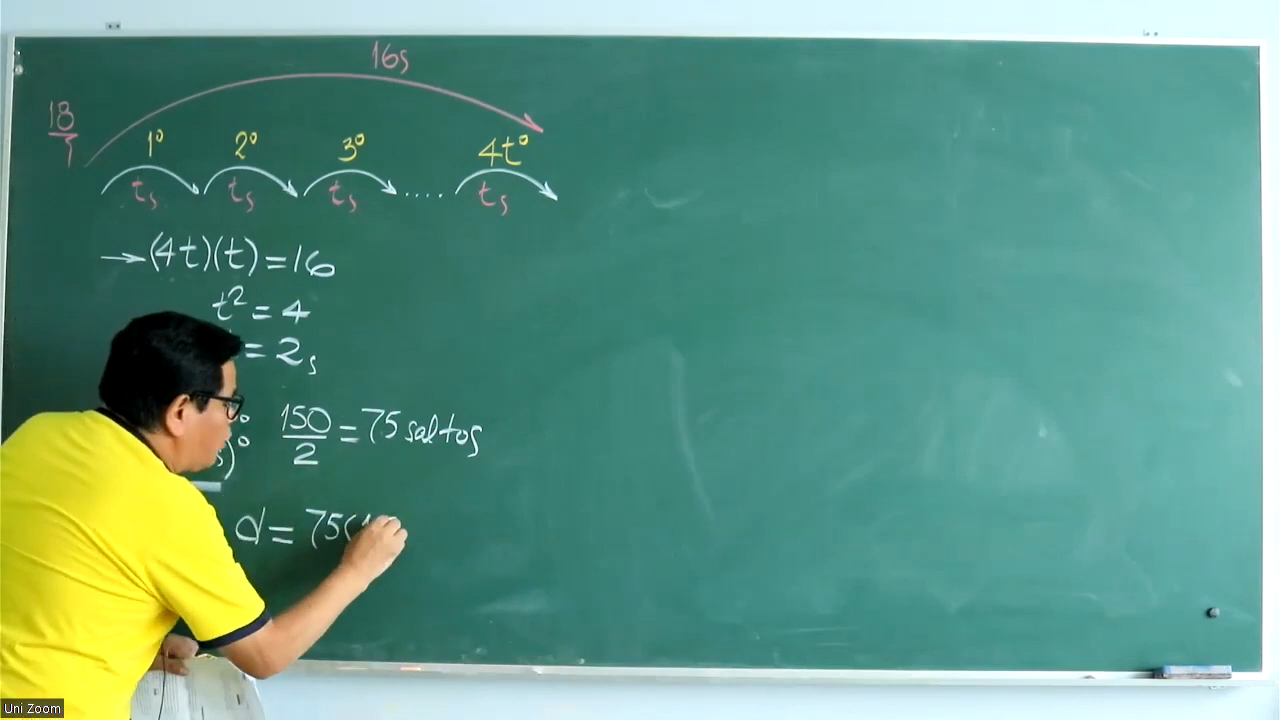 16s
18
1° 2° 3° 4t°
ts ts ts .... ts
→(4t)(t)=16
t² = 4
= 2s
150/2 = 75 saltos
d = 75(
Uni Zoom